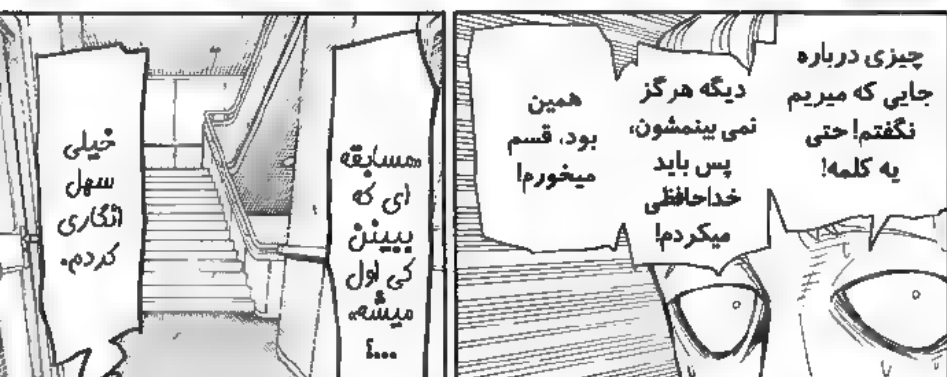 چیزی درباره
جایی که میریم
نگفتم! حتی
یه کلمه!
دیگه هرگز
نمی بینمشون،
پس باید
خداحافظی
میکردم!
همین
بود، قسم
میخورم!
"مسابقه
ای که
ببینن
کی اول
میشه"
...؟
خیلی
سهل
انگاری
کردم.